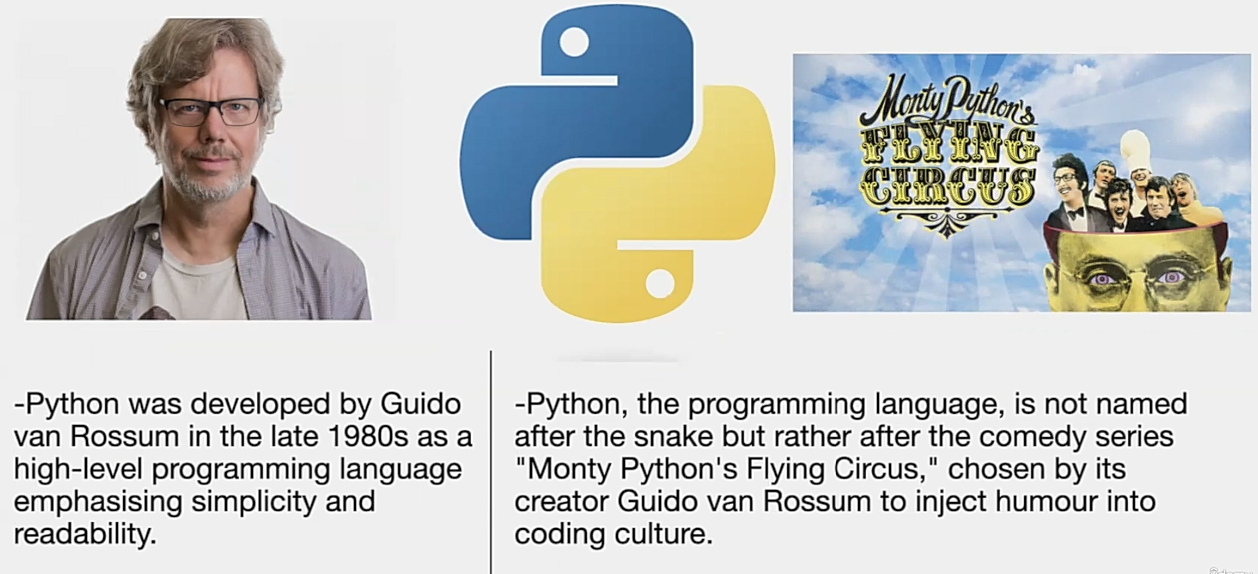 Monty Python's
FLYING
CIRCUS
-Python was developed by Guido
van Rossum in the late 1980s as a
high-level programming language
emphasising simplicity and
readability.
-Python, the programming language, is not named
after the snake but rather after the comedy series
"Monty Python's Flying Circus," chosen by its
creator Guido van Rossum to inject humour into
coding culture.